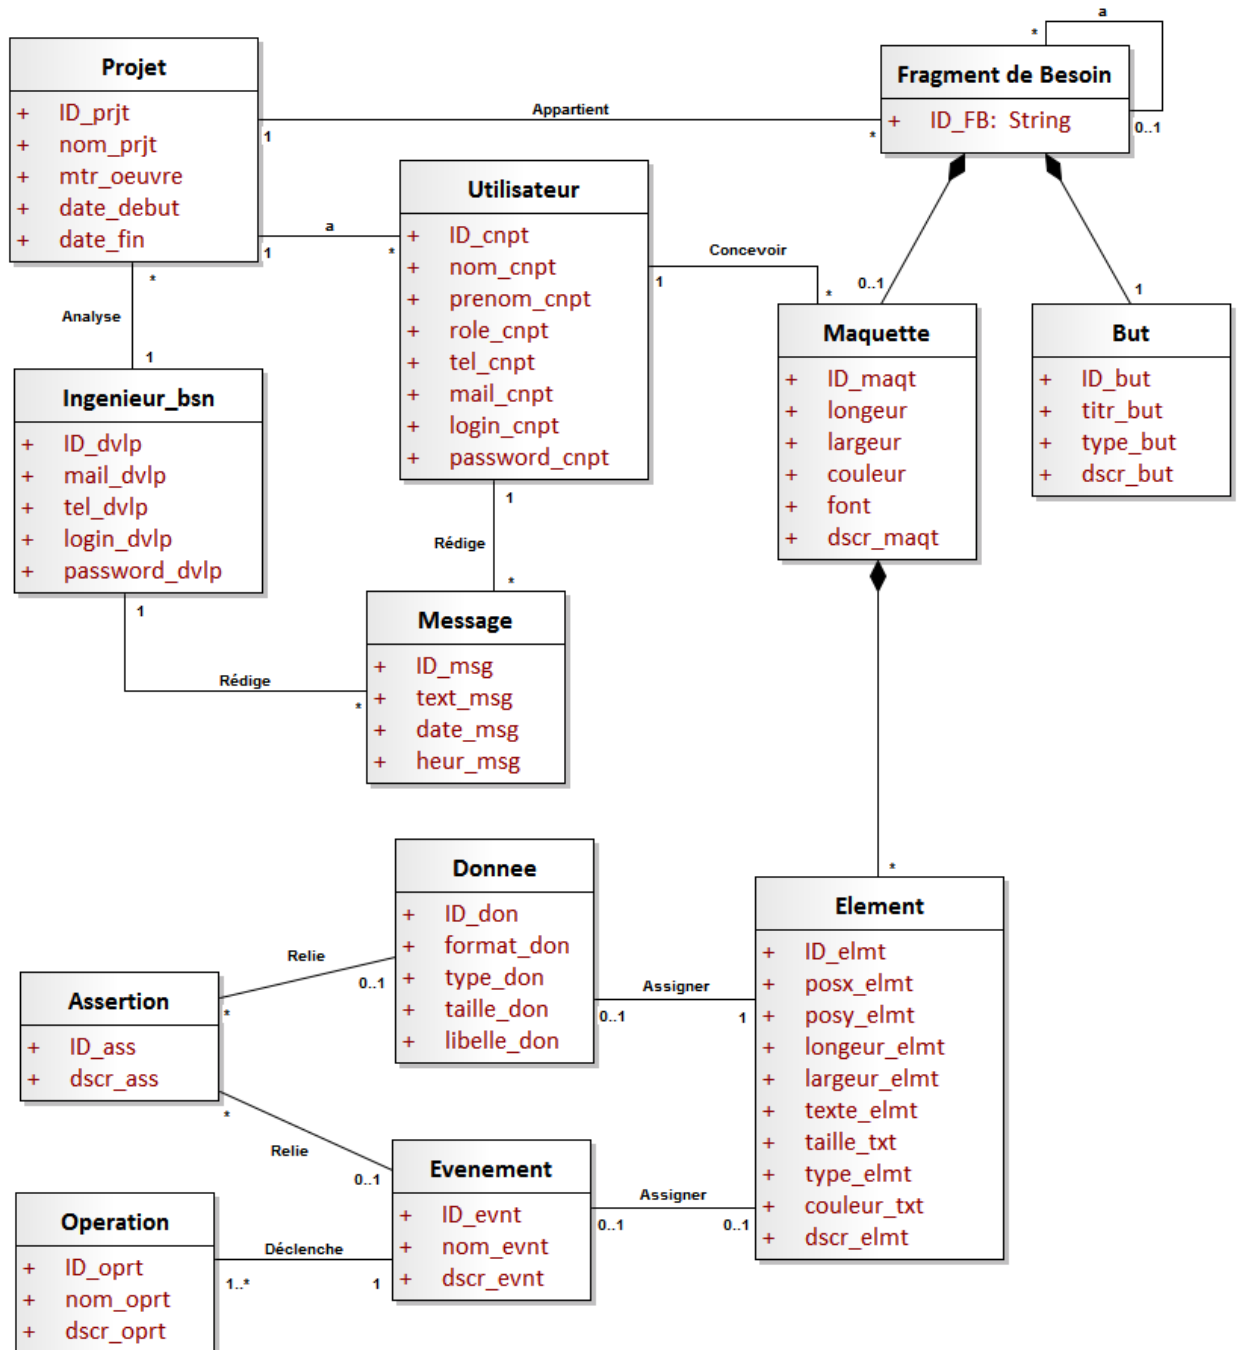 a
*
Projet
+ ID_prjt
+ nom_prjt
+ mtr_oeuvre
+ date_debut
+ date_fin
Fragment de Besoin
+ ID_FB: String
0..1
Appartient
1
*
Utilisateur
+ ID_cnpt
+ nom_cnpt
+ prenom_cnpt
+ role_cnpt
+ tel_cnpt
+ mail_cnpt
+ login_cnpt
+ password_cnpt
a
1
*
Concevoir
1
*
0..1
1
*
Analyse
1
Maquette
+ ID_maqt
+ longeur
+ largeur
+ couleur
+ font
+ dscr_maqt
But
+ ID_but
+ titr_but
+ type_but
+ dscr_but
Ingenieur_bsn
+ ID_dvlp
+ mail_dvlp
+ tel_dvlp
+ login_dvlp
+ password_dvlp
1
Rédige
*
1
Rédige
*
Message
+ ID_msg
+ text_msg
+ date_msg
+ heur_msg
*
Donnee
+ ID_don
+ format_don
+ type_don
+ taille_don
+ libelle_don
Element
+ ID_elmt
+ posx_elmt
+ posy_elmt
+ longeur_elmt
+ largeur_elmt
+ texte_elmt
+ taille_txt
+ type_elmt
+ couleur_txt
+ dscr_elmt
Relie
0..1
*
Assigner
0..1
1
Assertion
+ ID_ass
+ dscr_ass
*
Relie
0..1
Evenement
+ ID_evnt
+ nom_evnt
+ dscr_evnt
Assigner
0..1
0..1
Operation
+ ID_oprt
+ nom_oprt
+ dscr_oprt
Déclenche
1..*
1